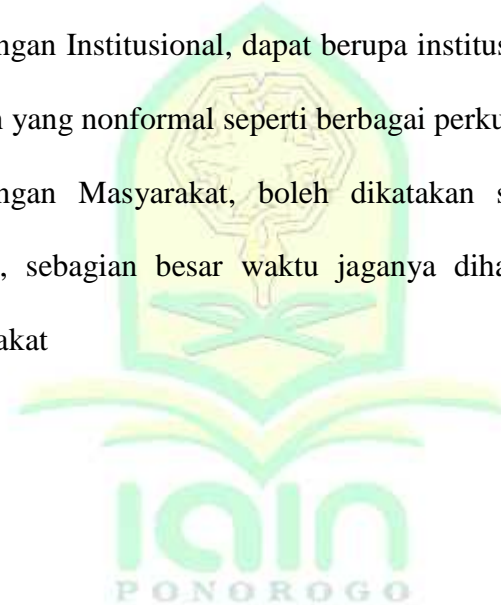 ngan Institusional, dapat berupa institus
n yang nonformal seperti berbagai perku
ngan Masyarakat, boleh dikatakan s
, sebagian besar waktu jaganya diha
akat
iain
PONOROGO